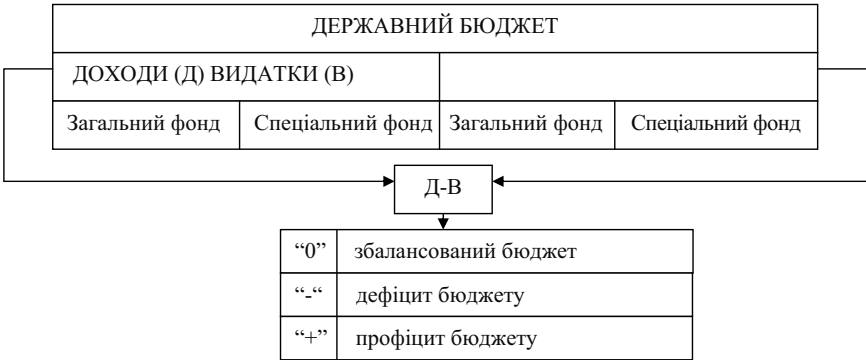 ДЕРЖАВНИЙ БЮДЖЕТ
ДОХОДИ (Д) ВИДАТКИ (В)
Загальний фонд Спеціальний фонд Загальний фонд Спеціальний фонд
Д-В
“0” збалансований бюджет
“-“ дефіцит бюджету
“+” профіцит бюджету